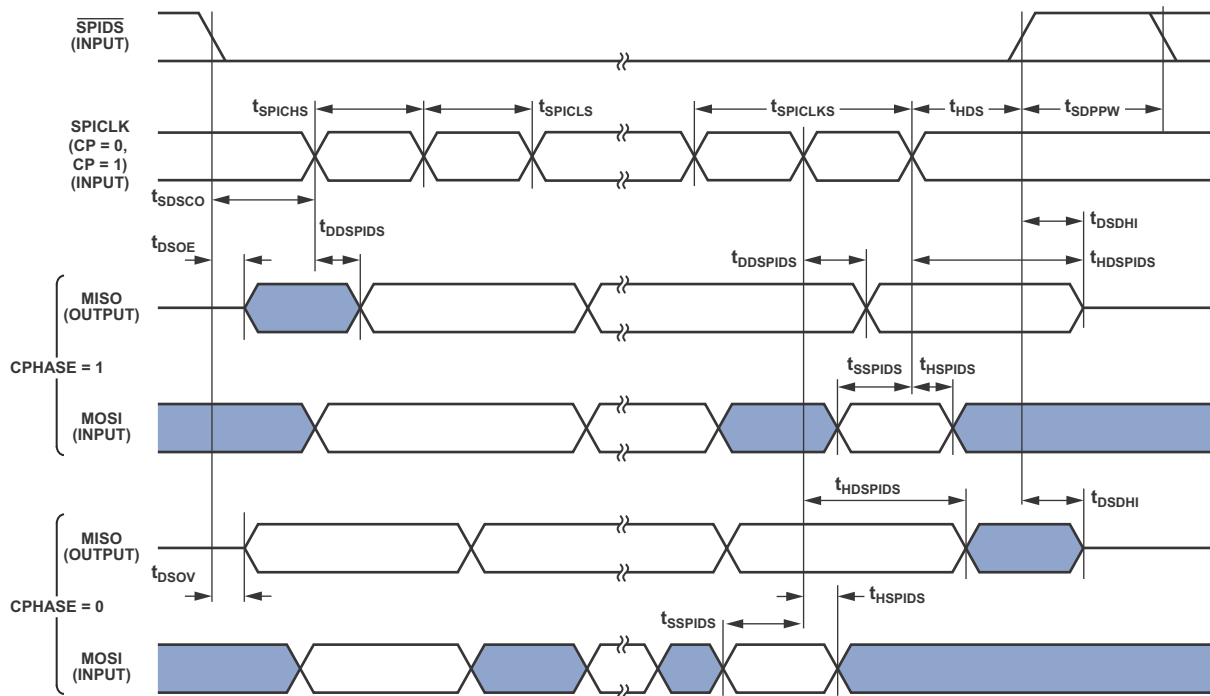 SPIDS
(INPUT)
tSPICHS
tSPICLS
tSPICLKS
tHDS
tSDPPW
SPICLK
(CP = 0,
CP = 1)
(INPUT)
tSDSCO
tDDSPIDS
tDSOE
tDDSPIDS
tDSDHI
tHDSPIDS
MISO
(OUTPUT)
CPHASE = 1
tSSPIDS
tHSPIDS
MOSI
(INPUT)
tHDSPIDS
tDSDHI
MISO
(OUTPUT)
tDSOV
CPHASE = 0
tHSPIDS
tSSPIDS
MOSI
(INPUT)